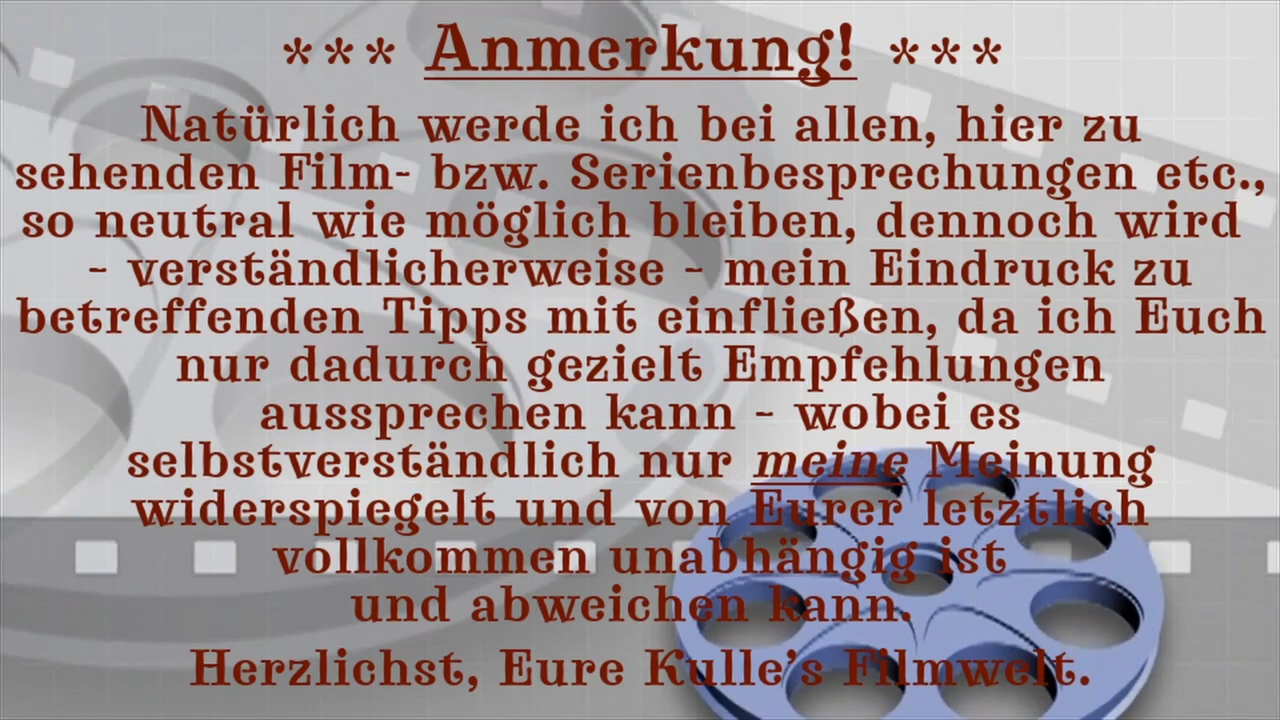 *** Anmerkung! ***
Natürlich werde ich bei allen, hier zu
sehenden Film- bzw. Serienbesprechungen etc.,
so neutral wie möglich bleiben, dennoch wird
- verständlicherweise - mein Eindruck zu
betreffenden Tipps mit einfließen, da ich Euch
nur dadurch gezielt Empfehlungen
aussprechen kann - wobei es
selbstverständlich nur meine Meinung
widerspiegelt und von Eurer letztlich
vollkommen unabhängig ist
und abweichen kann.
Herzlichst, Eure Kulle's Filmwelt.